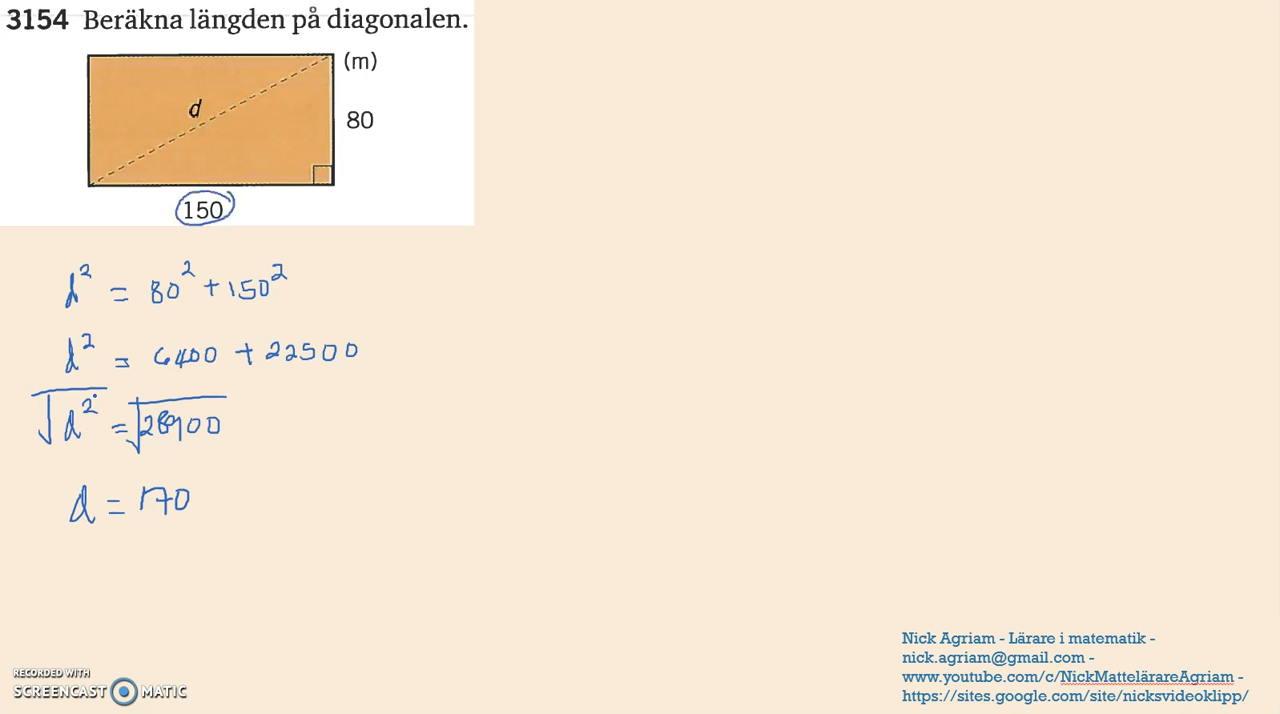 3154 Beräkna längden på diagonalen.
(m)
d
80
150
d² = 80² + 150²
d² = 6400 + 22500
√d² = √28900
d = 170
Nick Agriam - Lärare i matematik -
nick.agriam@gmail.com -
www.youtube.com/c/NickMattelärareAgriam -
https://sites.google.com/site/nicksvideoklipp/
RECORDED WITH
SCREENCAST MATIC